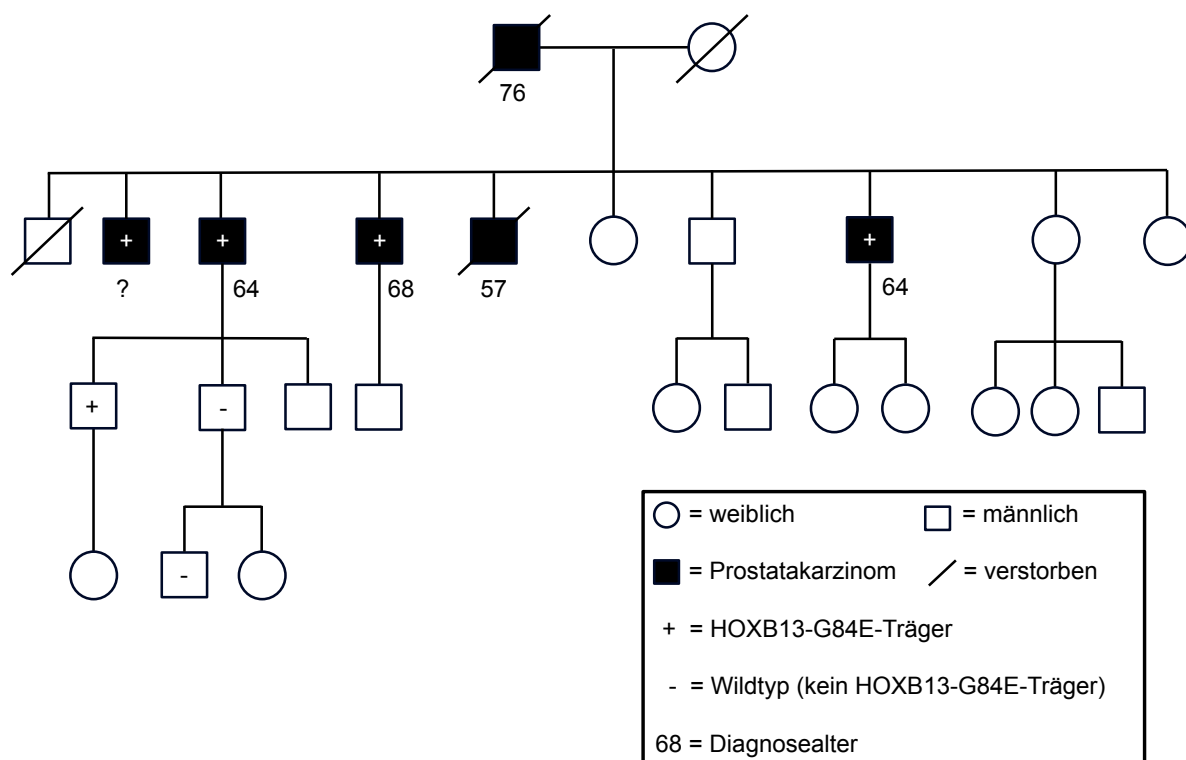 76
+ + + +
? 64 68 57 64
+ -
-
= weiblich = männlich
= Prostatakarzinom = verstorben
+ = HOXB13-G84E-Träger
- = Wildtyp (kein HOXB13-G84E-Träger)
68 = Diagnosealter